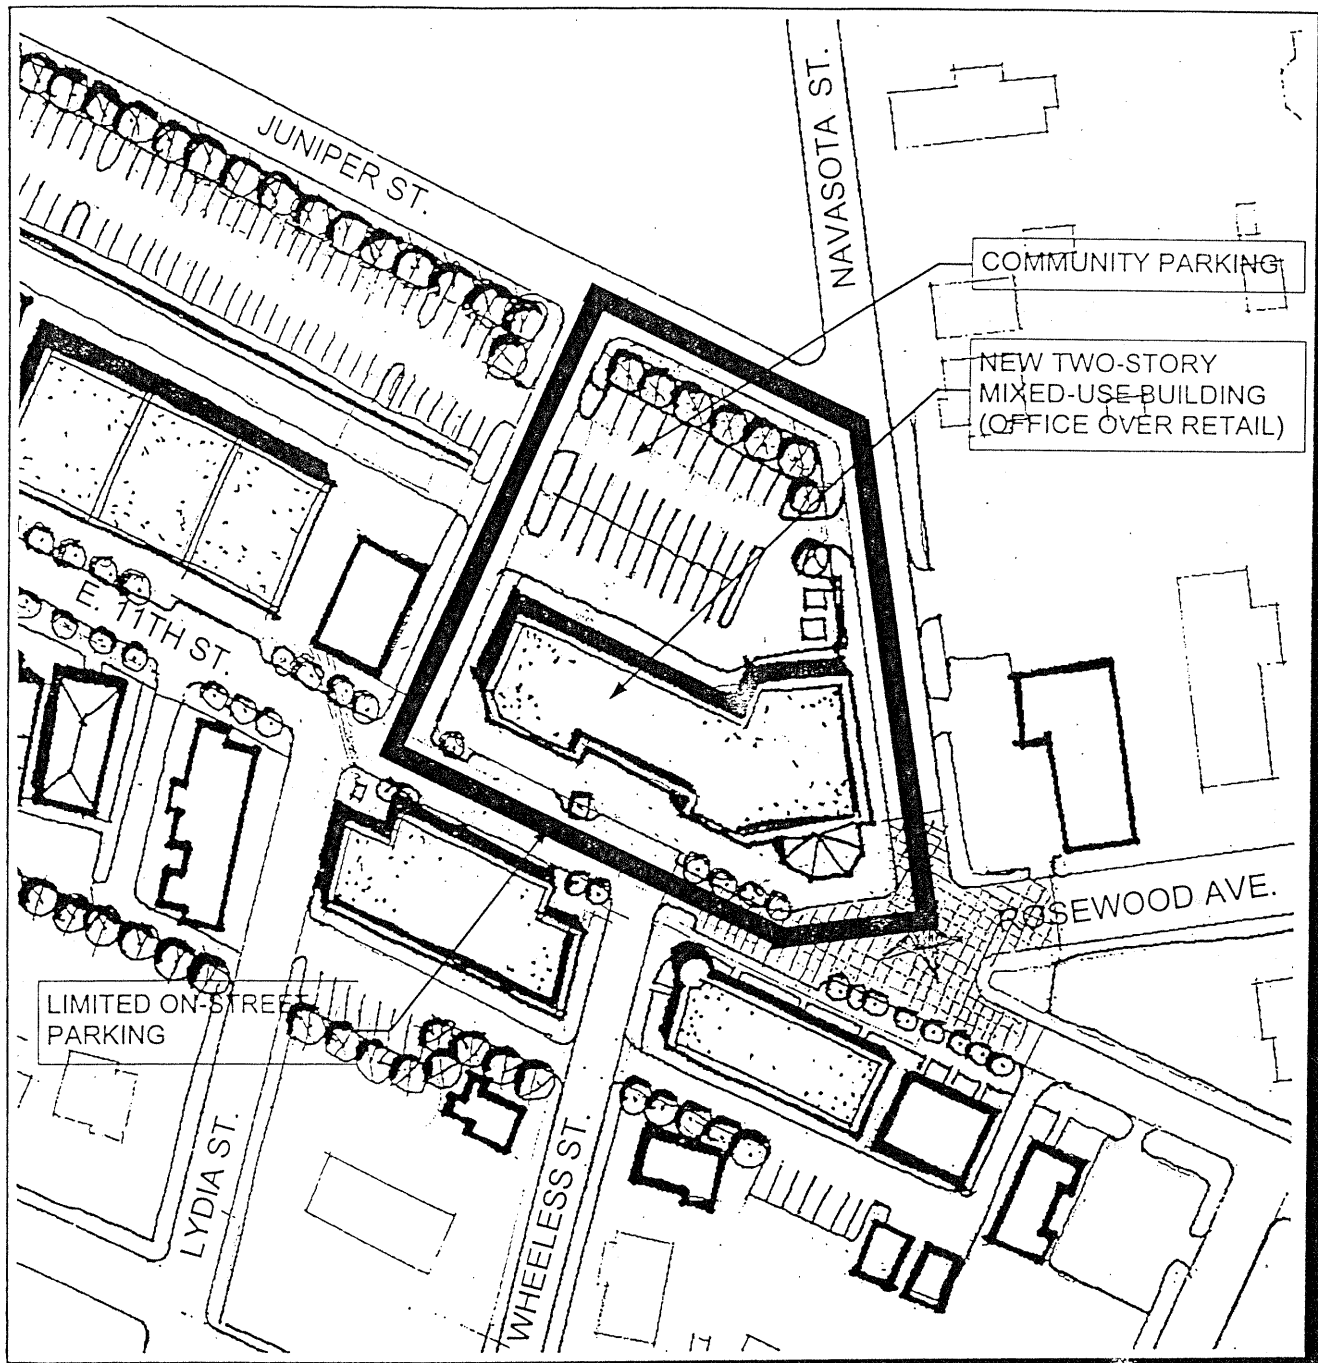 JUNIPER ST.
NAVASOTA ST.
COMMUNITY PARKING
NEW TWO-STORY
MIXED-USE BUILDING
(OFFICE OVER RETAIL)
E. 11TH ST.
ROSEWOOD AVE.
LIMITED ON-STREET
PARKING
LYDIA ST.
WHEELESS ST.